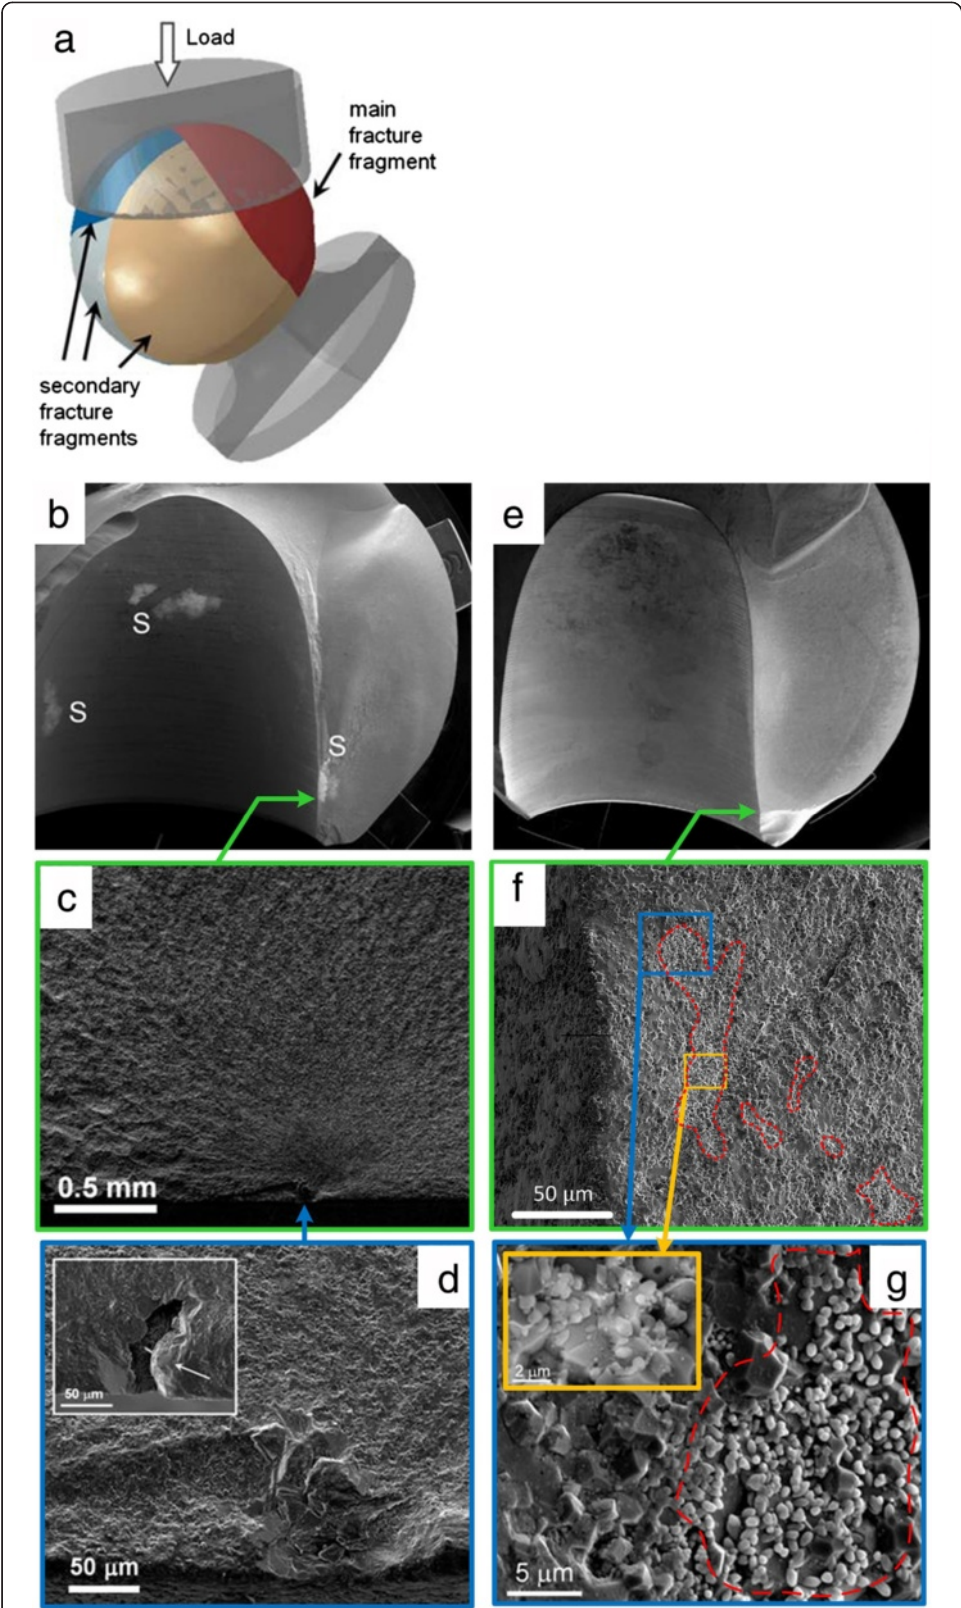 a
Load
main
fracture
fragment
secondary
fracture
fragments
b
S
S
S
e
c
0.5 mm
f
50 μm
d
50 μm
50 μm
g
2 μm
5 μm